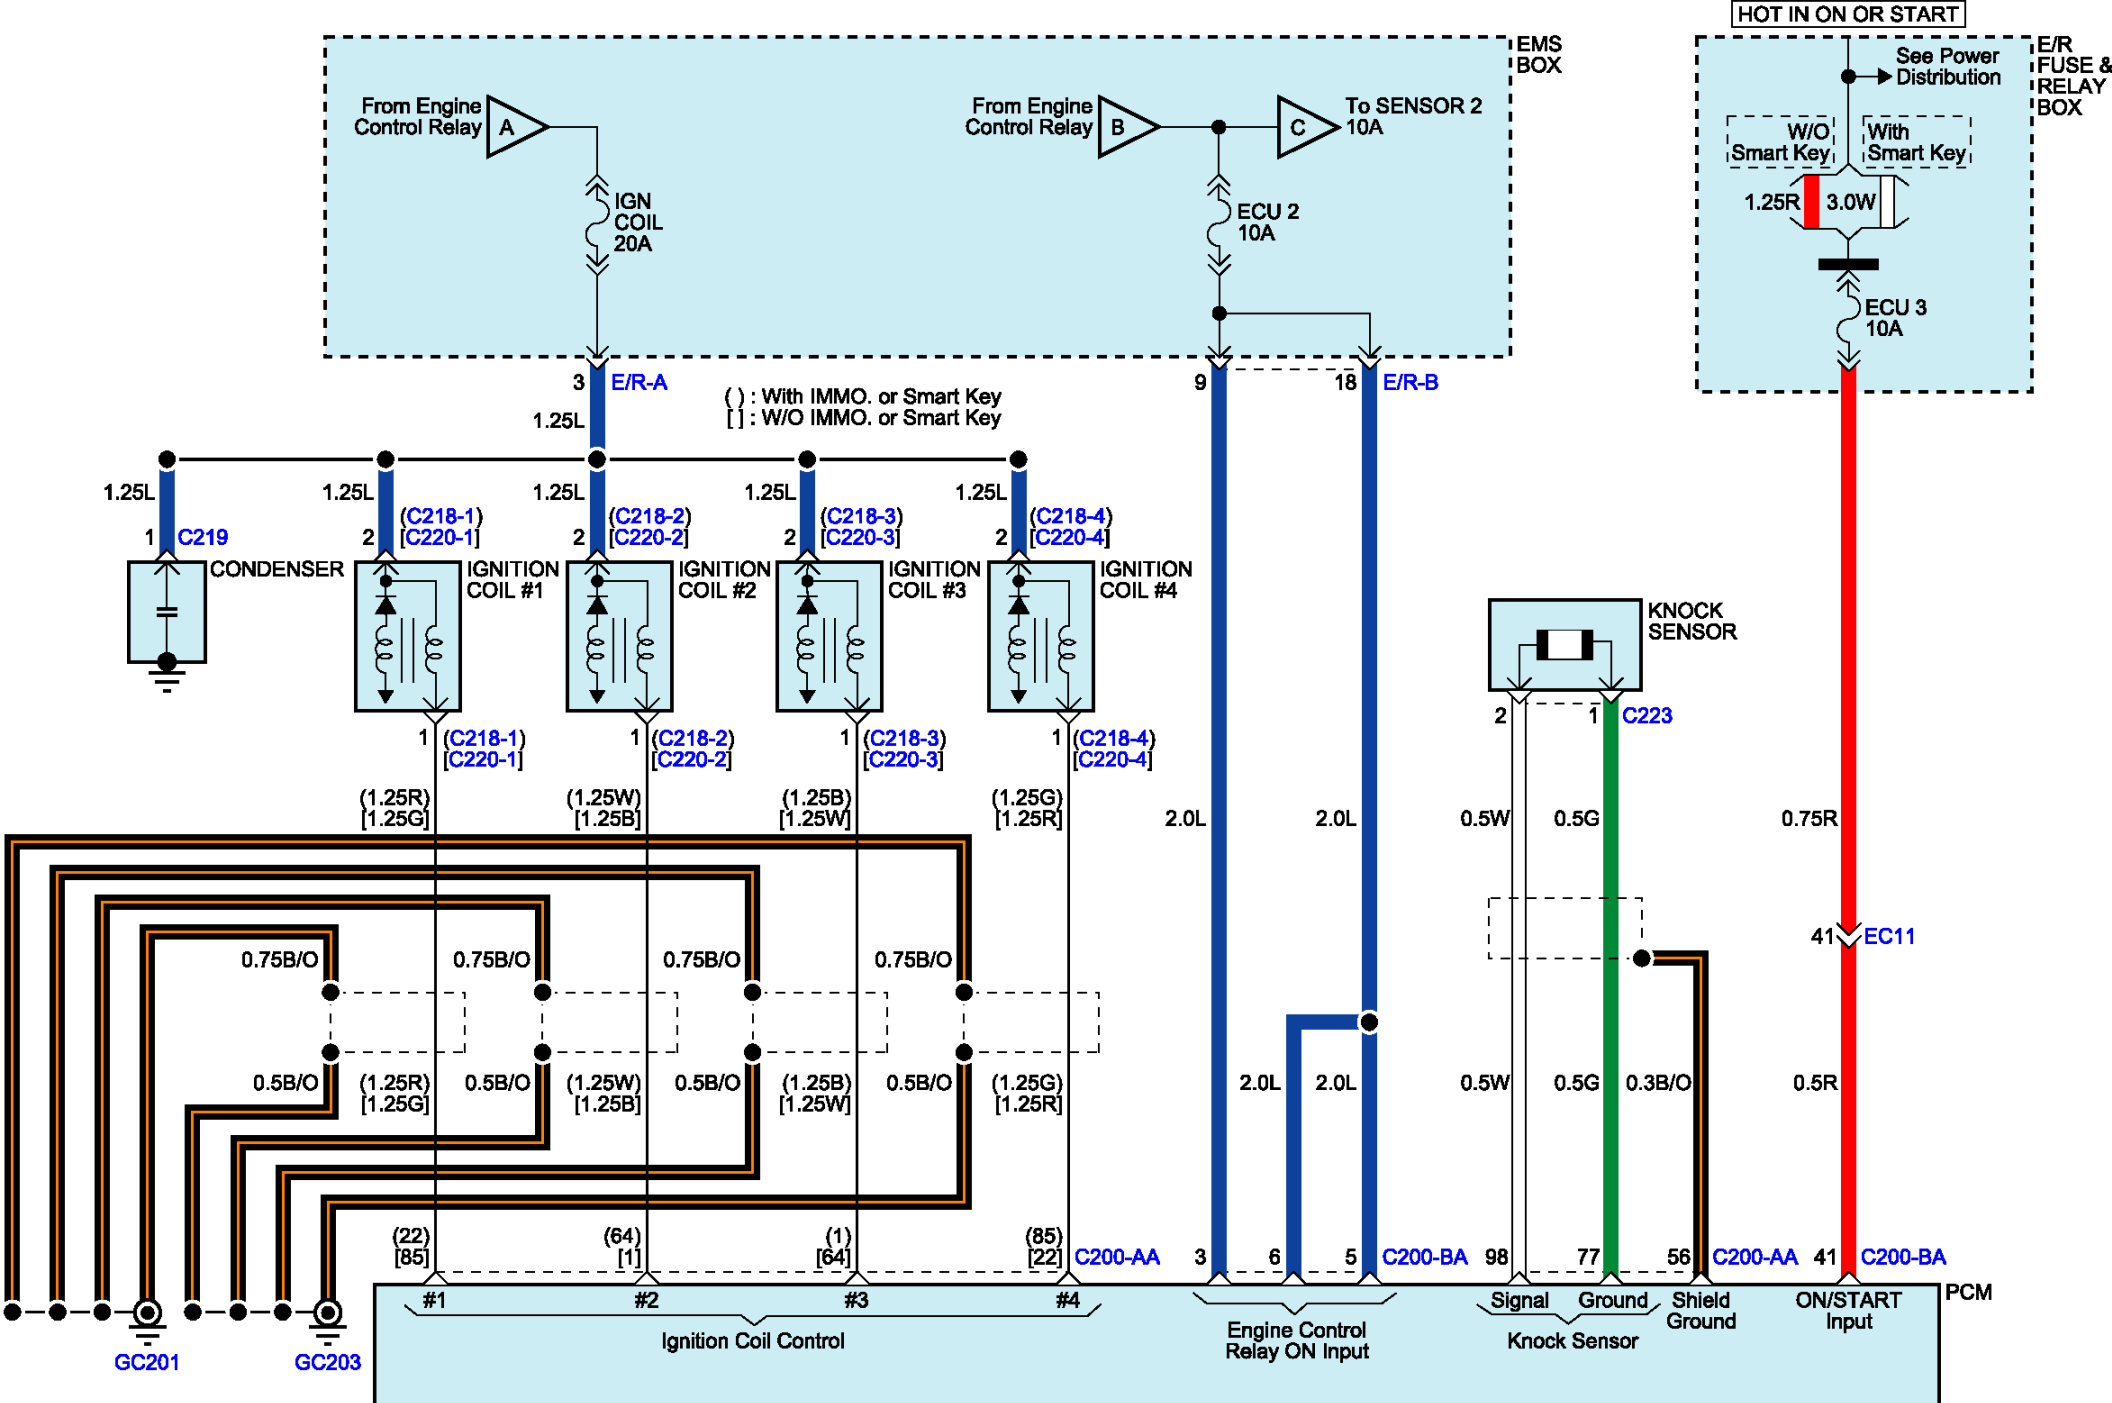 HOT IN ON OR START
EMS
BOX
E/R
FUSE &
RELAY
BOX
See Power
Distribution
From Engine
Control Relay
A
From Engine
Control Relay
B
C
To SENSOR 2
10A
W/O
Smart Key
With
Smart Key
1.25R
3.0W
IGN
COIL
20A
ECU 2
10A
ECU 3
10A
3
E/R-A
9
18
E/R-B
( ) : With IMMO. or Smart Key
[ ] : W/O IMMO. or Smart Key
1.25L
1.25L
1.25L
1.25L
1.25L
1.25L
1
C219
2
(C218-1)
[C220-1]
2
(C218-2)
[C220-2]
2
(C218-3)
[C220-3]
2
(C218-4)
[C220-4]
CONDENSER
IGNITION
COIL #1
IGNITION
COIL #2
IGNITION
COIL #3
IGNITION
COIL #4
KNOCK
SENSOR
2
1
C223
1
(C218-1)
[C220-1]
1
(C218-2)
[C220-2]
1
(C218-3)
[C220-3]
1
(C218-4)
[C220-4]
(1.25R)
[1.25G]
(1.25W)
[1.25B]
(1.25B)
[1.25W]
(1.25G)
[1.25R]
2.0L
2.0L
0.5W
0.5G
0.75R
41
EC11
0.75B/O
0.75B/O
0.75B/O
0.75B/O
0.5B/O
(1.25R)
[1.25G]
0.5B/O
(1.25W)
[1.25B]
0.5B/O
(1.25B)
[1.25W]
0.5B/O
(1.25G)
[1.25R]
2.0L
2.0L
0.5W
0.5G
0.3B/O
0.5R
(22)
[85]
(64)
[1]
(1)
[64]
(85)
[22]
C200-AA
3
6
5
C200-BA
98
77
56
C200-AA
41
C200-BA
PCM
#1
#2
#3
#4
Ignition Coil Control
Engine Control
Relay ON Input
Signal
Ground
Knock Sensor
Shield
Ground
ON/START
Input
GC201
GC203